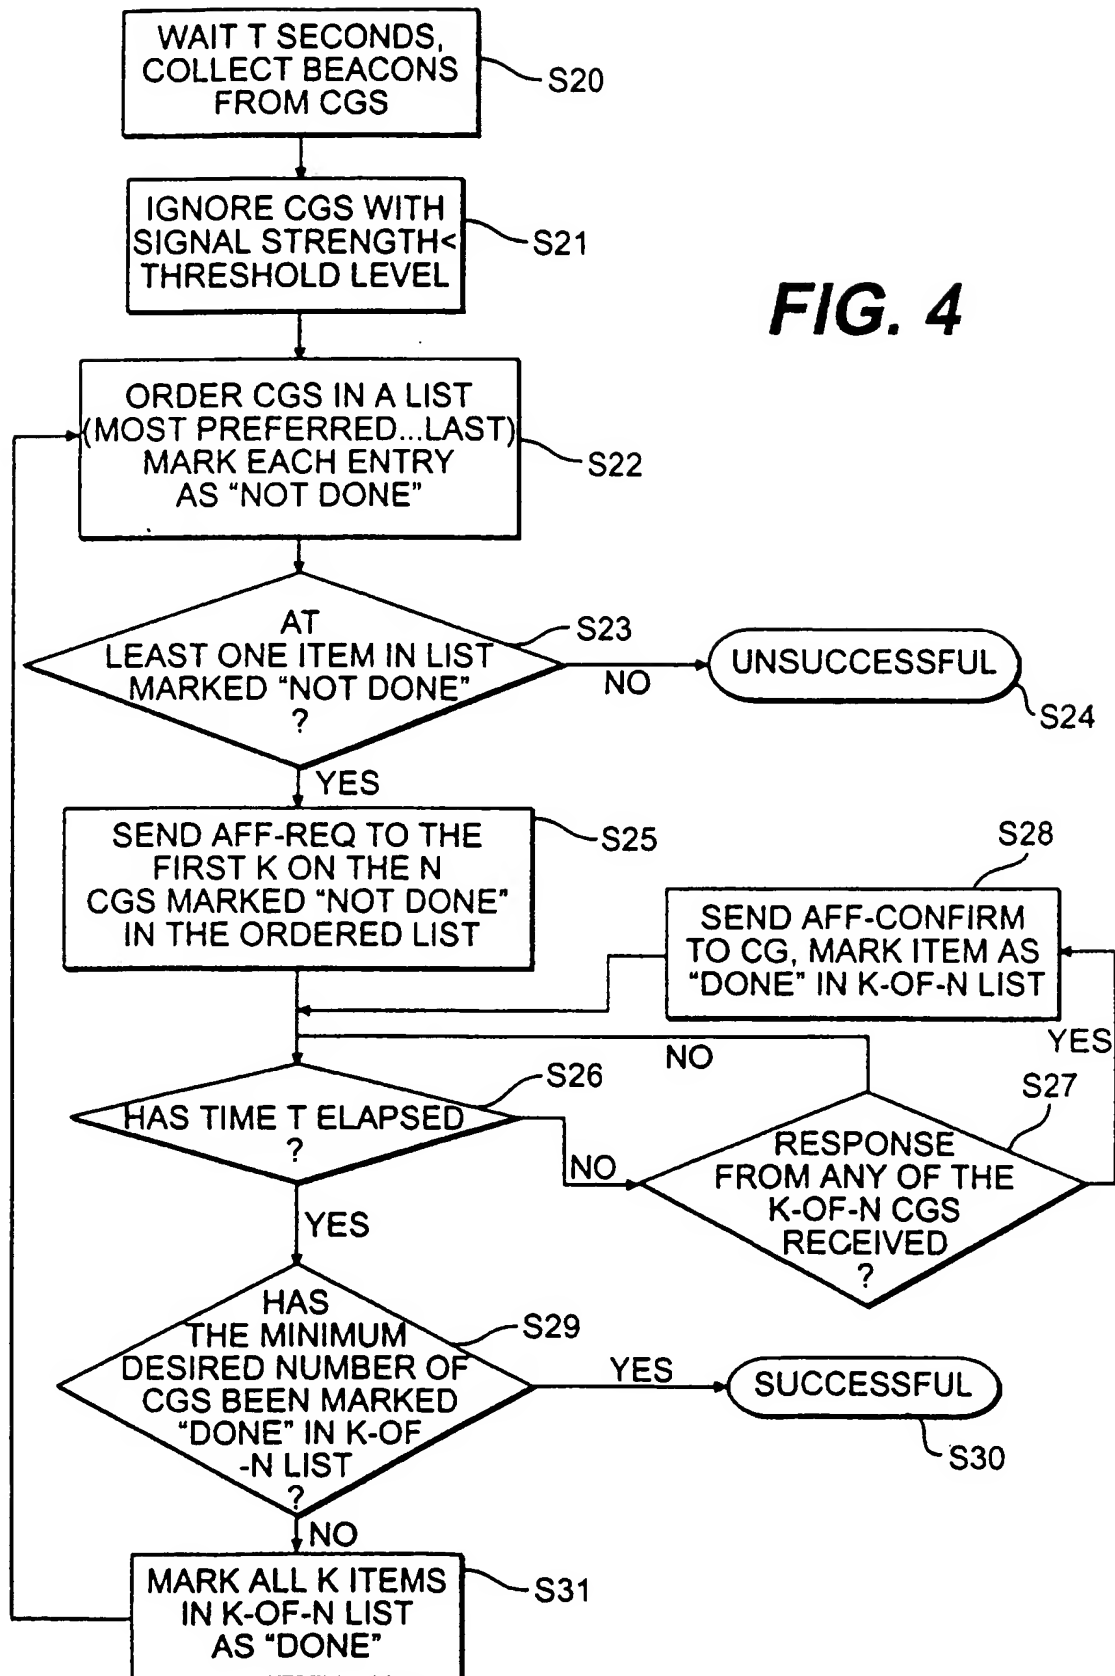 WAIT T SECONDS,
COLLECT BEACONS
FROM CGS
S20
IGNORE CGS WITH
SIGNAL STRENGTH<
THRESHOLD LEVEL
S21
FIG. 4
ORDER CGS IN A LIST
(MOST PREFERRED...LAST)
MARK EACH ENTRY
AS "NOT DONE"
S22
AT
LEAST ONE ITEM IN LIST
MARKED "NOT DONE"
?
S23
NO
UNSUCCESSFUL
S24
YES
SEND AFF-REQ TO THE
FIRST K ON THE N
CGS MARKED "NOT DONE"
IN THE ORDERED LIST
S25
S28
SEND AFF-CONFIRM
TO CG, MARK ITEM AS
"DONE" IN K-OF-N LIST
YES
NO
HAS TIME T ELAPSED
?
S26
NO
S27
RESPONSE
FROM ANY OF THE
K-OF-N CGS
RECEIVED
?
YES
HAS
THE MINIMUM
DESIRED NUMBER OF
CGS BEEN MARKED
"DONE" IN K-OF
-N LIST
?
S29
YES
SUCCESSFUL
S30
NO
MARK ALL K ITEMS
IN K-OF-N LIST
AS "DONE"
S31